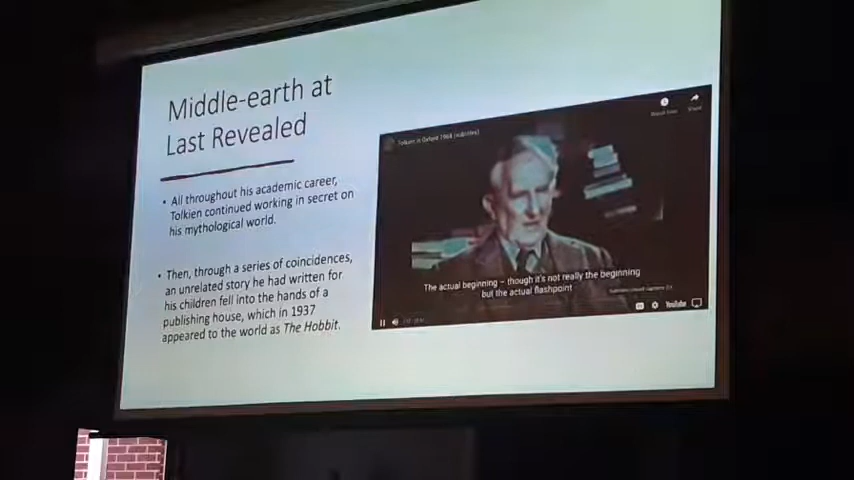 Middle-earth at
Last Revealed
• All throughout his academic career,
Tolkien continued working in secret on
his mythological world.
• Then, through a series of coincidences,
an unrelated story he had written for
his children fell into the hands of a
publishing house, which in 1937
appeared to the world as The Hobbit.
Tolkien in Oxford 1968 (subtitles)
Watch later
Share
The actual beginning – though it's not really the beginning
but the actual flashpoint
YouTube